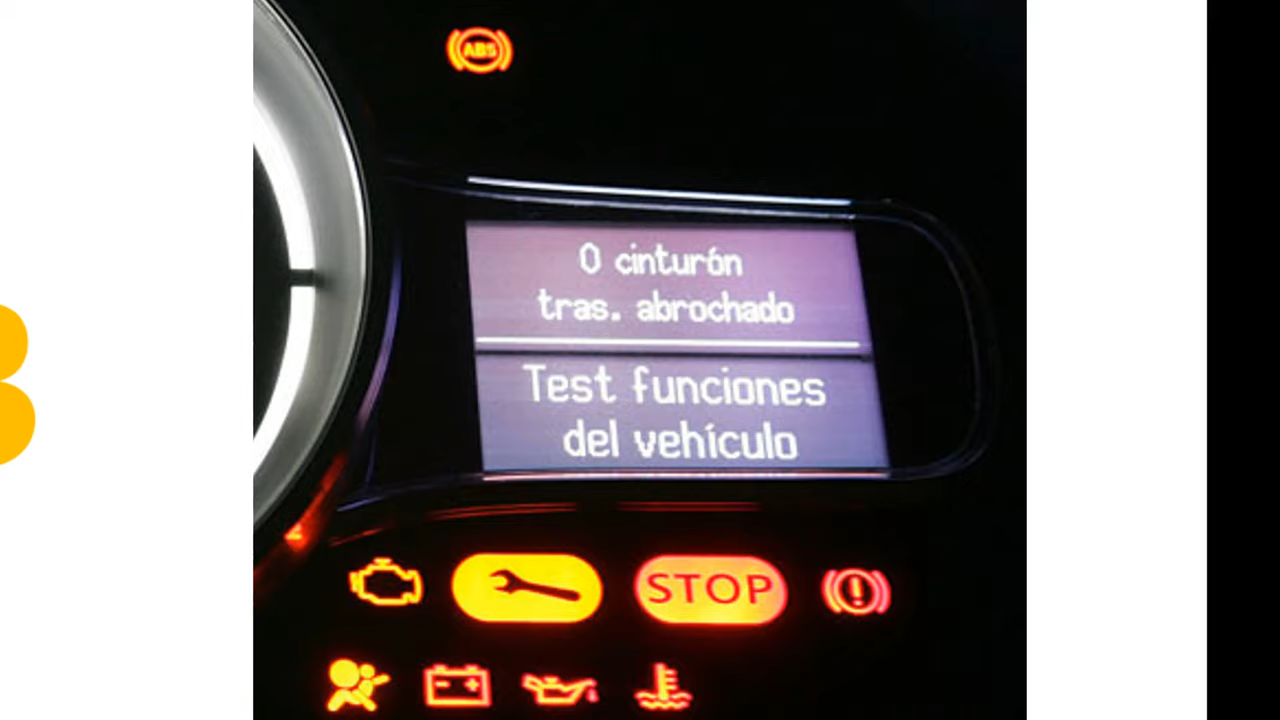 ABS
0 cinturón
tras. abrochado
Test funciones
del vehículo
STOP